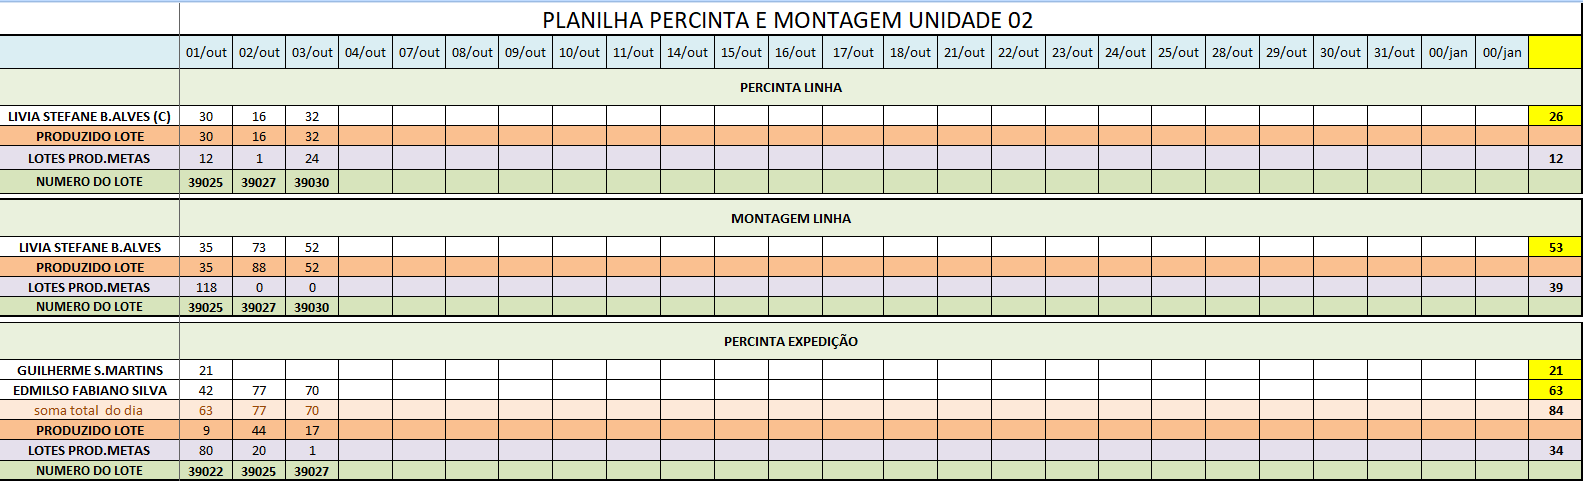 PLANILHA PERCINTA E MONTAGEM UNIDADE 02
01/out 02/out 03/out 04/out 07/out 08/out 09/out 10/out 11/out 14/out 15/out 16/out 17/out 18/out 21/out 22/out 23/out 24/out 25/out 28/out 29/out 30/out 31/out 00/jan 00/jan
PERCINTA LINHA
LIVIA STEFANE B.ALVES (C) 30 16 32 26
PRODUZIDO LOTE 30 16 32
LOTES PROD.METAS 12 1 24 12
NUMERO DO LOTE 39025 39027 39030
MONTAGEM LINHA
LIVIA STEFANE B.ALVES 35 73 52 53
PRODUZIDO LOTE 35 88 52
LOTES PROD.METAS 118 0 0 39
NUMERO DO LOTE 39025 39027 39030
PERCINTA EXPEDIÇÃO
GUILHERME S.MARTINS 21 21
EDMILSO FABIANO SILVA 42 77 70 63
soma total do dia 63 77 70 84
PRODUZIDO LOTE 9 44 17
LOTES PROD.METAS 80 20 1 34
NUMERO DO LOTE 39022 39025 39027